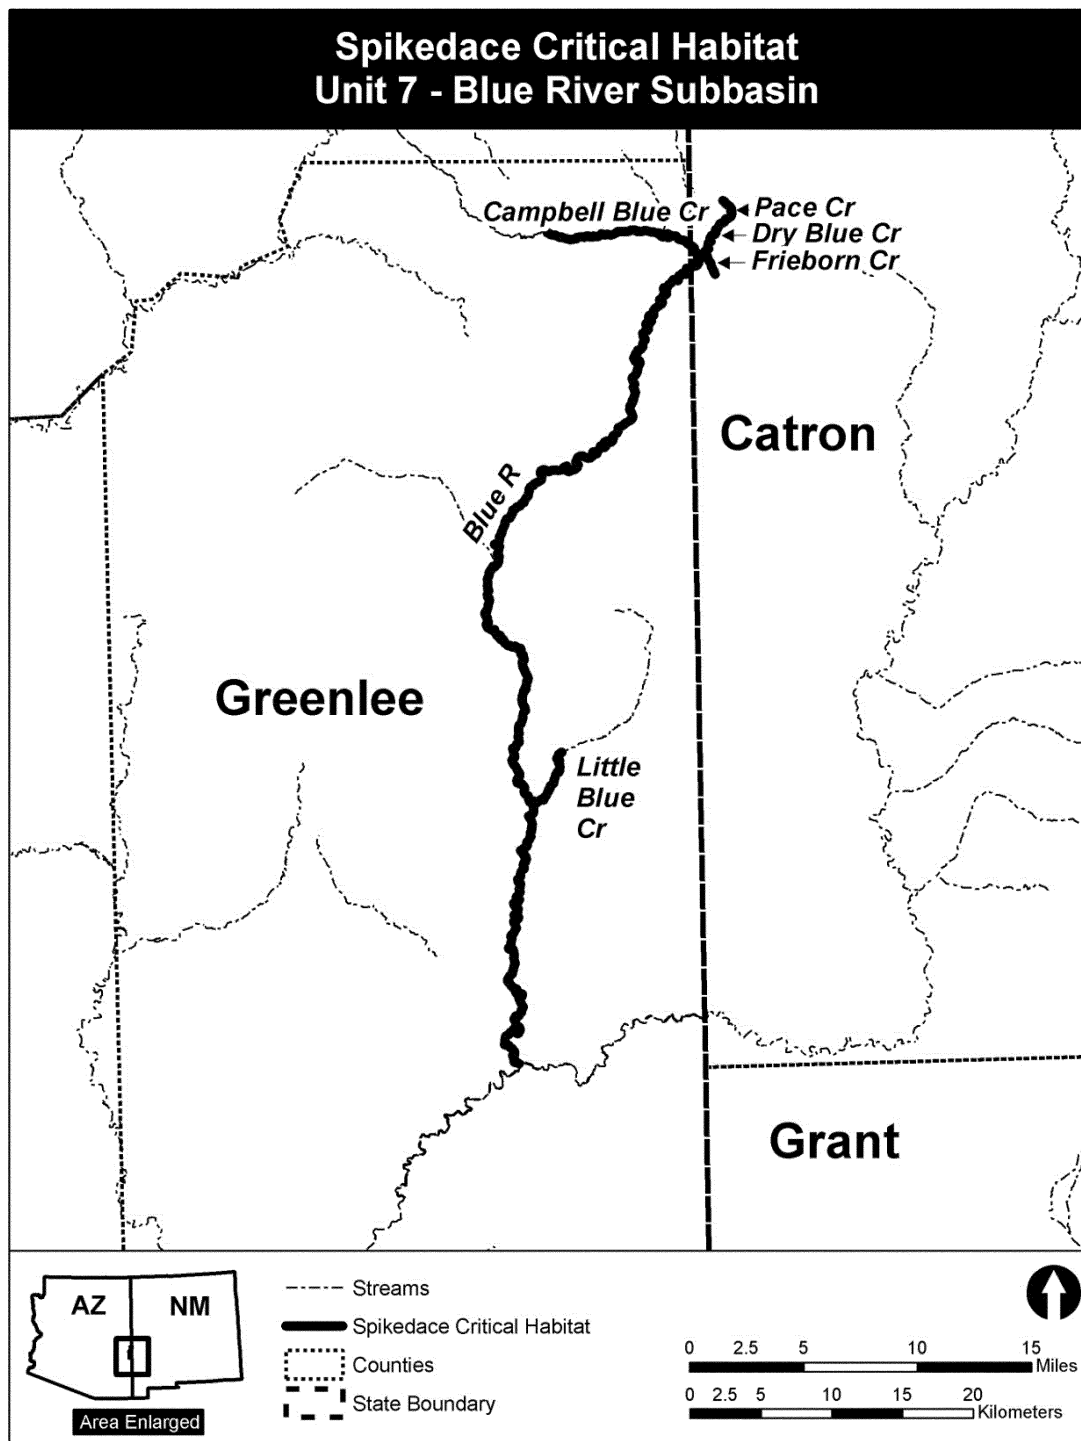 Spikedace Critical Habitat
Unit 7 - Blue River Subbasin
Campbell Blue Cr
Pace Cr
Dry Blue Cr
Frieborn Cr
Catron
Blue R
Greenlee
Little
Blue
Cr
Grant
AZ
NM
Area Enlarged
Streams
Spikedace Critical Habitat
Counties
State Boundary
0 2.5 5 10 15
Miles
0 2.5 5 10 15 20
Kilometers